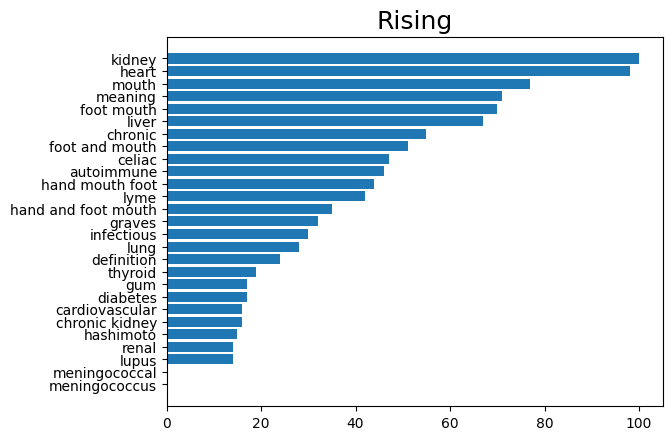 Rising
kidney
heart
mouth
meaning
foot mouth
liver
chronic
foot and mouth
celiac
autoimmune
hand mouth foot
lyme
hand and foot mouth
graves
infectious
lung
definition
thyroid
gum
diabetes
cardiovascular
chronic kidney
hashimoto
renal
lupus
meningococcal
meningococcus
0 20 40 60 80 100